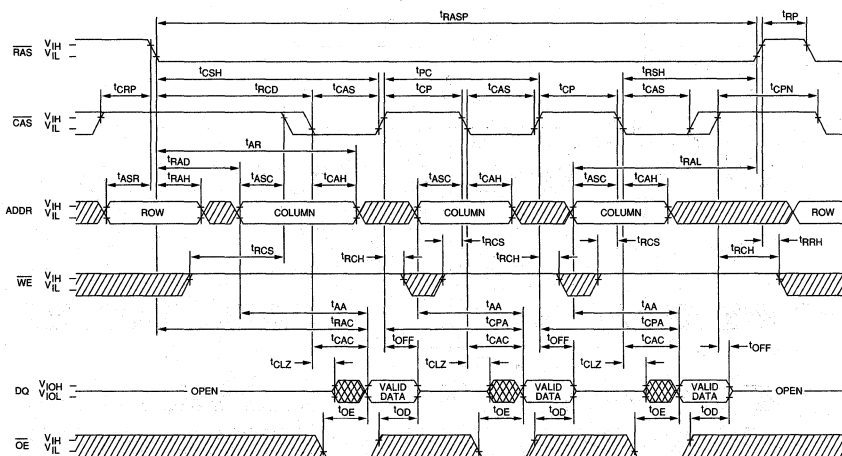 tRASP
tRP
RAS VIH
VIL
tCSH
tPC
tRSH
tCRP
tRCD
tCAS
tCP
tCAS
tCP
tCAS
tCPN
CAS VIH
VIL
tAR
tRAD
tRAL
tASR
tRAH
tASC
tCAH
tASC
tCAH
tASC
tCAH
ADDR VIH
VIL
ROW
COLUMN
COLUMN
COLUMN
ROW
tRCS
tRCH
tRCS
tRCH
tRCS
tRCH
tRRH
WE VIH
VIL
tAA
tAA
tAA
tRAC
tCPA
tCPA
tCAC
tOFF
tCAC
tOFF
tCAC
tOFF
tCLZ
tCLZ
tCLZ
DQ VIOH
VIOL
OPEN
VALID
DATA
VALID
DATA
VALID
DATA
OPEN
tOE
tOD
tOE
tOD
tOE
tOD
OE VIH
VIL